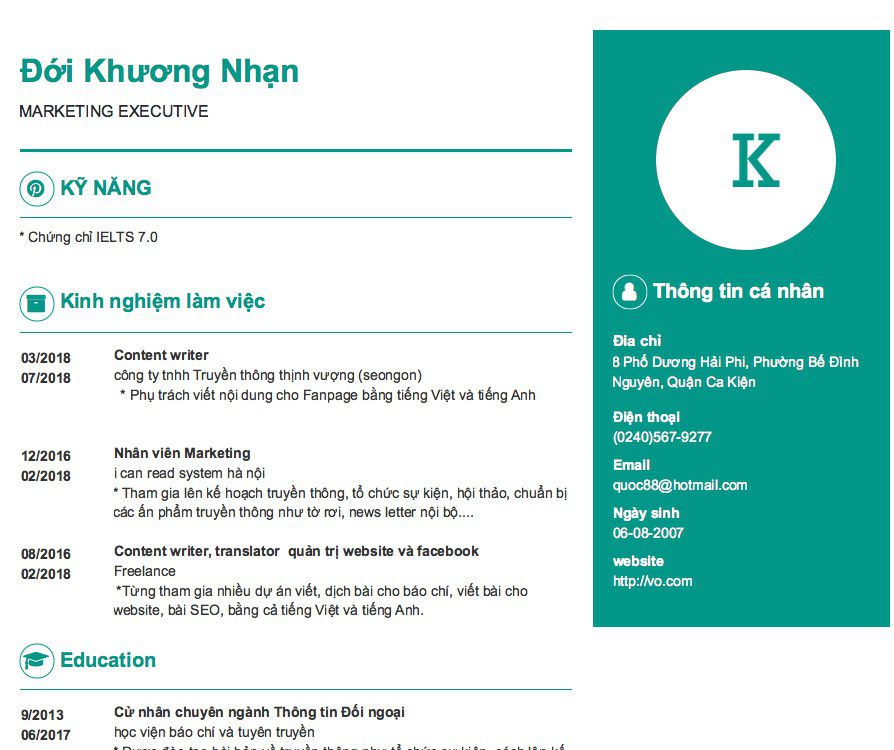 Đới Khương Nhạn
MARKETING EXECUTIVE
KỸ NĂNG
* Chứng chỉ IELTS 7.0
Kinh nghiệm làm việc
03/2018
07/2018
Content writer
công ty tnhh Truyền thông thịnh vượng (seongon)
* Phụ trách viết nội dung cho Fanpage bằng tiếng Việt và tiếng Anh
12/2016
02/2018
Nhân viên Marketing
i can read system hà nội
* Tham gia lên kế hoạch truyền thông, tổ chức sự kiện, hội thảo, chuẩn bị
các ấn phẩm truyền thông như tờ rơi, news letter nội bộ....
08/2016
02/2018
Content writer, translator quản trị website và facebook
Freelance
*Từng tham gia nhiều dự án viết, dịch bài cho báo chí, viết bài cho
website, bài SEO, bằng cả tiếng Việt và tiếng Anh.
Education
9/2013
06/2017
Cử nhân chuyên ngành Thông tin Đối ngoại
học viện báo chí và tuyên truyền
K
Thông tin cá nhân
Đia chỉ
8 Phố Dương Hải Phi, Phường Bế Đình
Nguyên, Quận Ca Kiện
Điện thoại
(0240)567-9277
Email
quoc88@hotmail.com
Ngày sinh
06-08-2007
website
http://vo.com